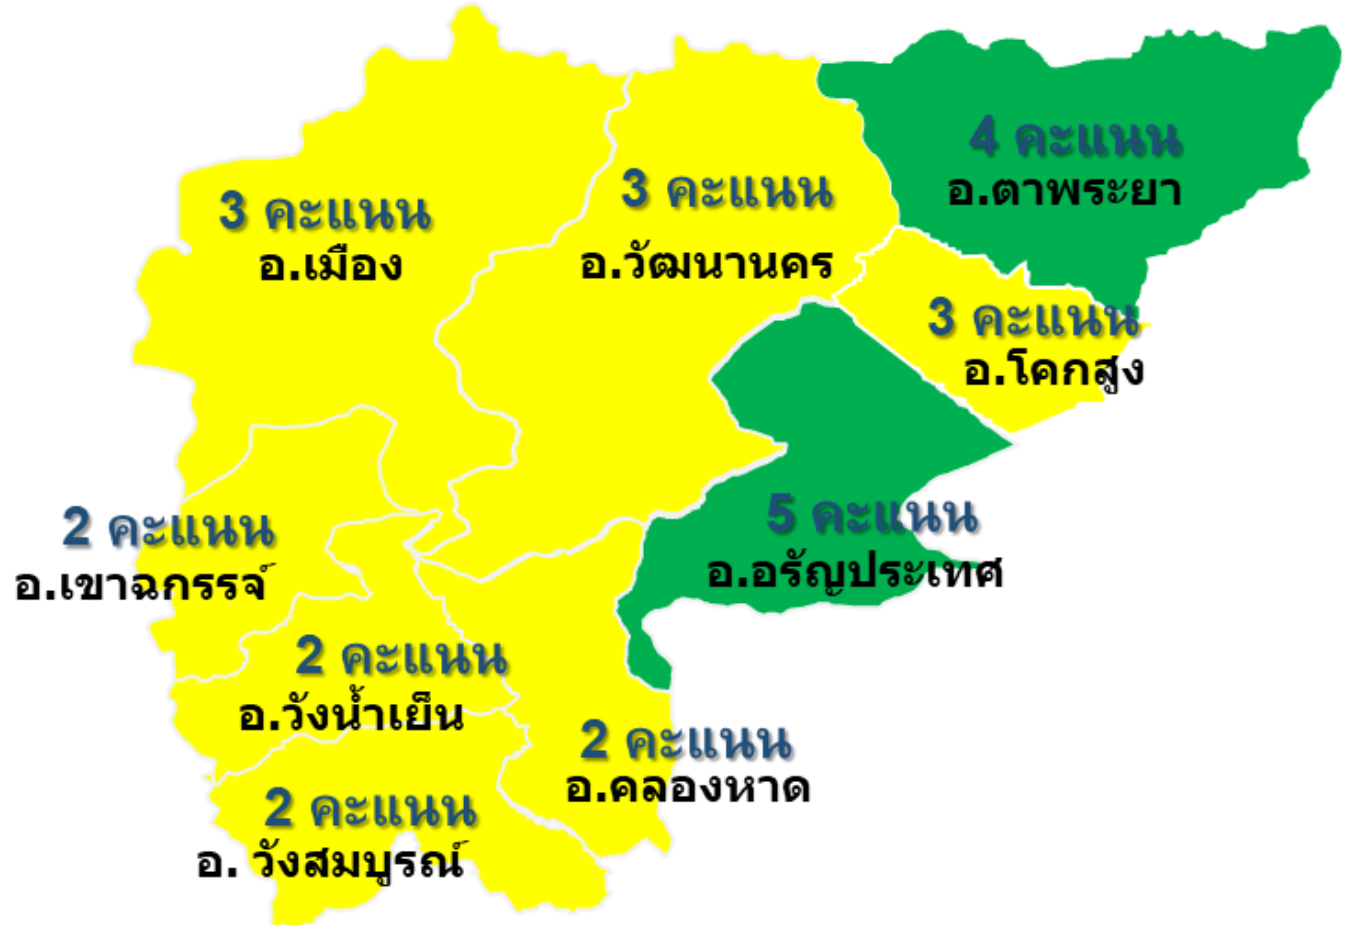 4 คะแนน
อ.ตาพระยา
3 คะแนน
อ.วัฒนานคร
3 คะแนน
อ.เมือง
3 คะแนน
อ.โคกสูง
5 คะแนน
อ.อรัญประเทศ
2 คะแนน
อ.เขาฉกรรจ์
2 คะแนน
อ.วังน้ำเย็น
2 คะแนน
อ.คลองหาด
2 คะแนน
อ. วังสมบูรณ์